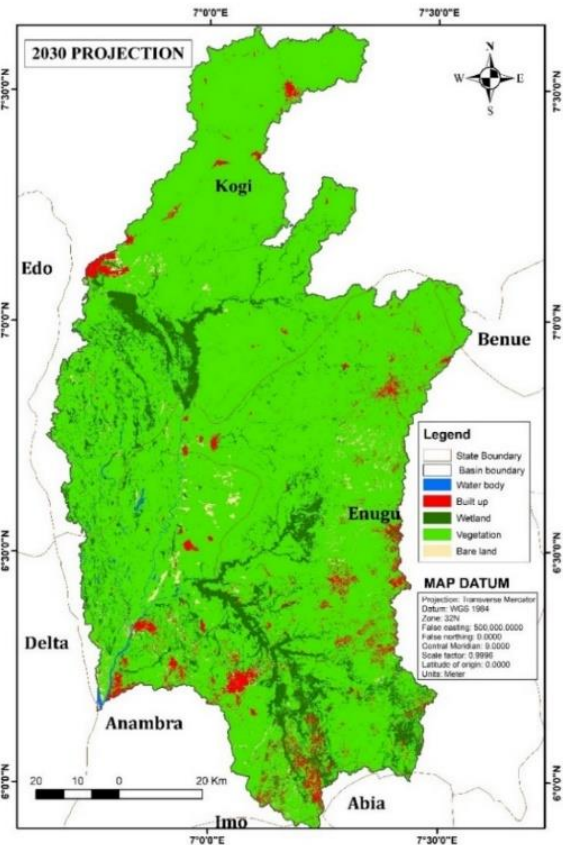 7°0'0"E 7°30'0"E
2030 PROJECTION
N
W E
S
7°30'0"N 7°30'0"N
Kogi
Edo
7°0'0"N 7°0'0"N
Benue
Legend
State Boundary
Basin boundary
Water body
Built up
Wetland
Vegetation
Bare land
Enugu
6°30'0"N 6°30'0"N
MAP DATUM
Projection: Transverse Mercator
Datum: WGS 1984
Zone: 32N
False easting: 500,000.0000
False northing: 0.0000
Central Meridian: 9.0000
Scale factor: 0.9996
Latitude of origin: 0.0000
Units: Meter
Delta
Anambra
20 10 0 20 Km
6°0'0"N 6°0'0"N
Abia
Imo
7°0'0"E 7°30'0"E